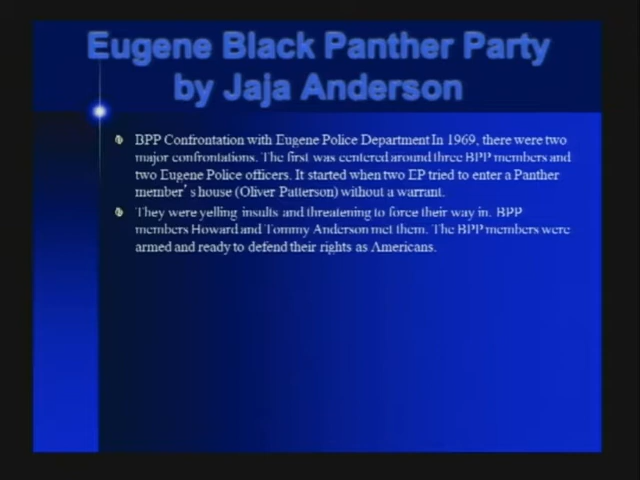 Eugene Black Panther Party
by Jaja Anderson
BPP Confrontation with Eugene Police Department In 1969, there were two
major confrontations. The first was centered around three BPP members and
two Eugene Police officers. It started when two EP tried to enter a Panther
member's house (Oliver Patterson) without a warrant.
They were yelling insults and threatening to force their way in. BPP
members Howard and Tommy Anderson met them. The BPP members were
armed and ready to defend their rights as Americans.